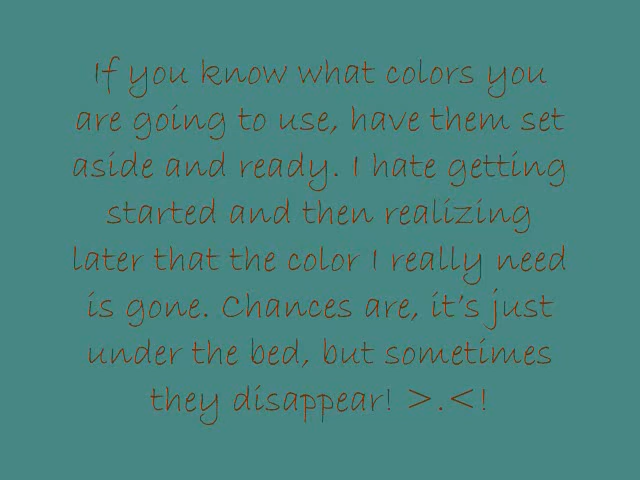 If you know what colors you
are going to use, have them set
aside and ready. I hate getting
started and then realizing
later that the color I really need
is gone. Chances are, it's just
under the bed, but sometimes
they disappear! >.<!